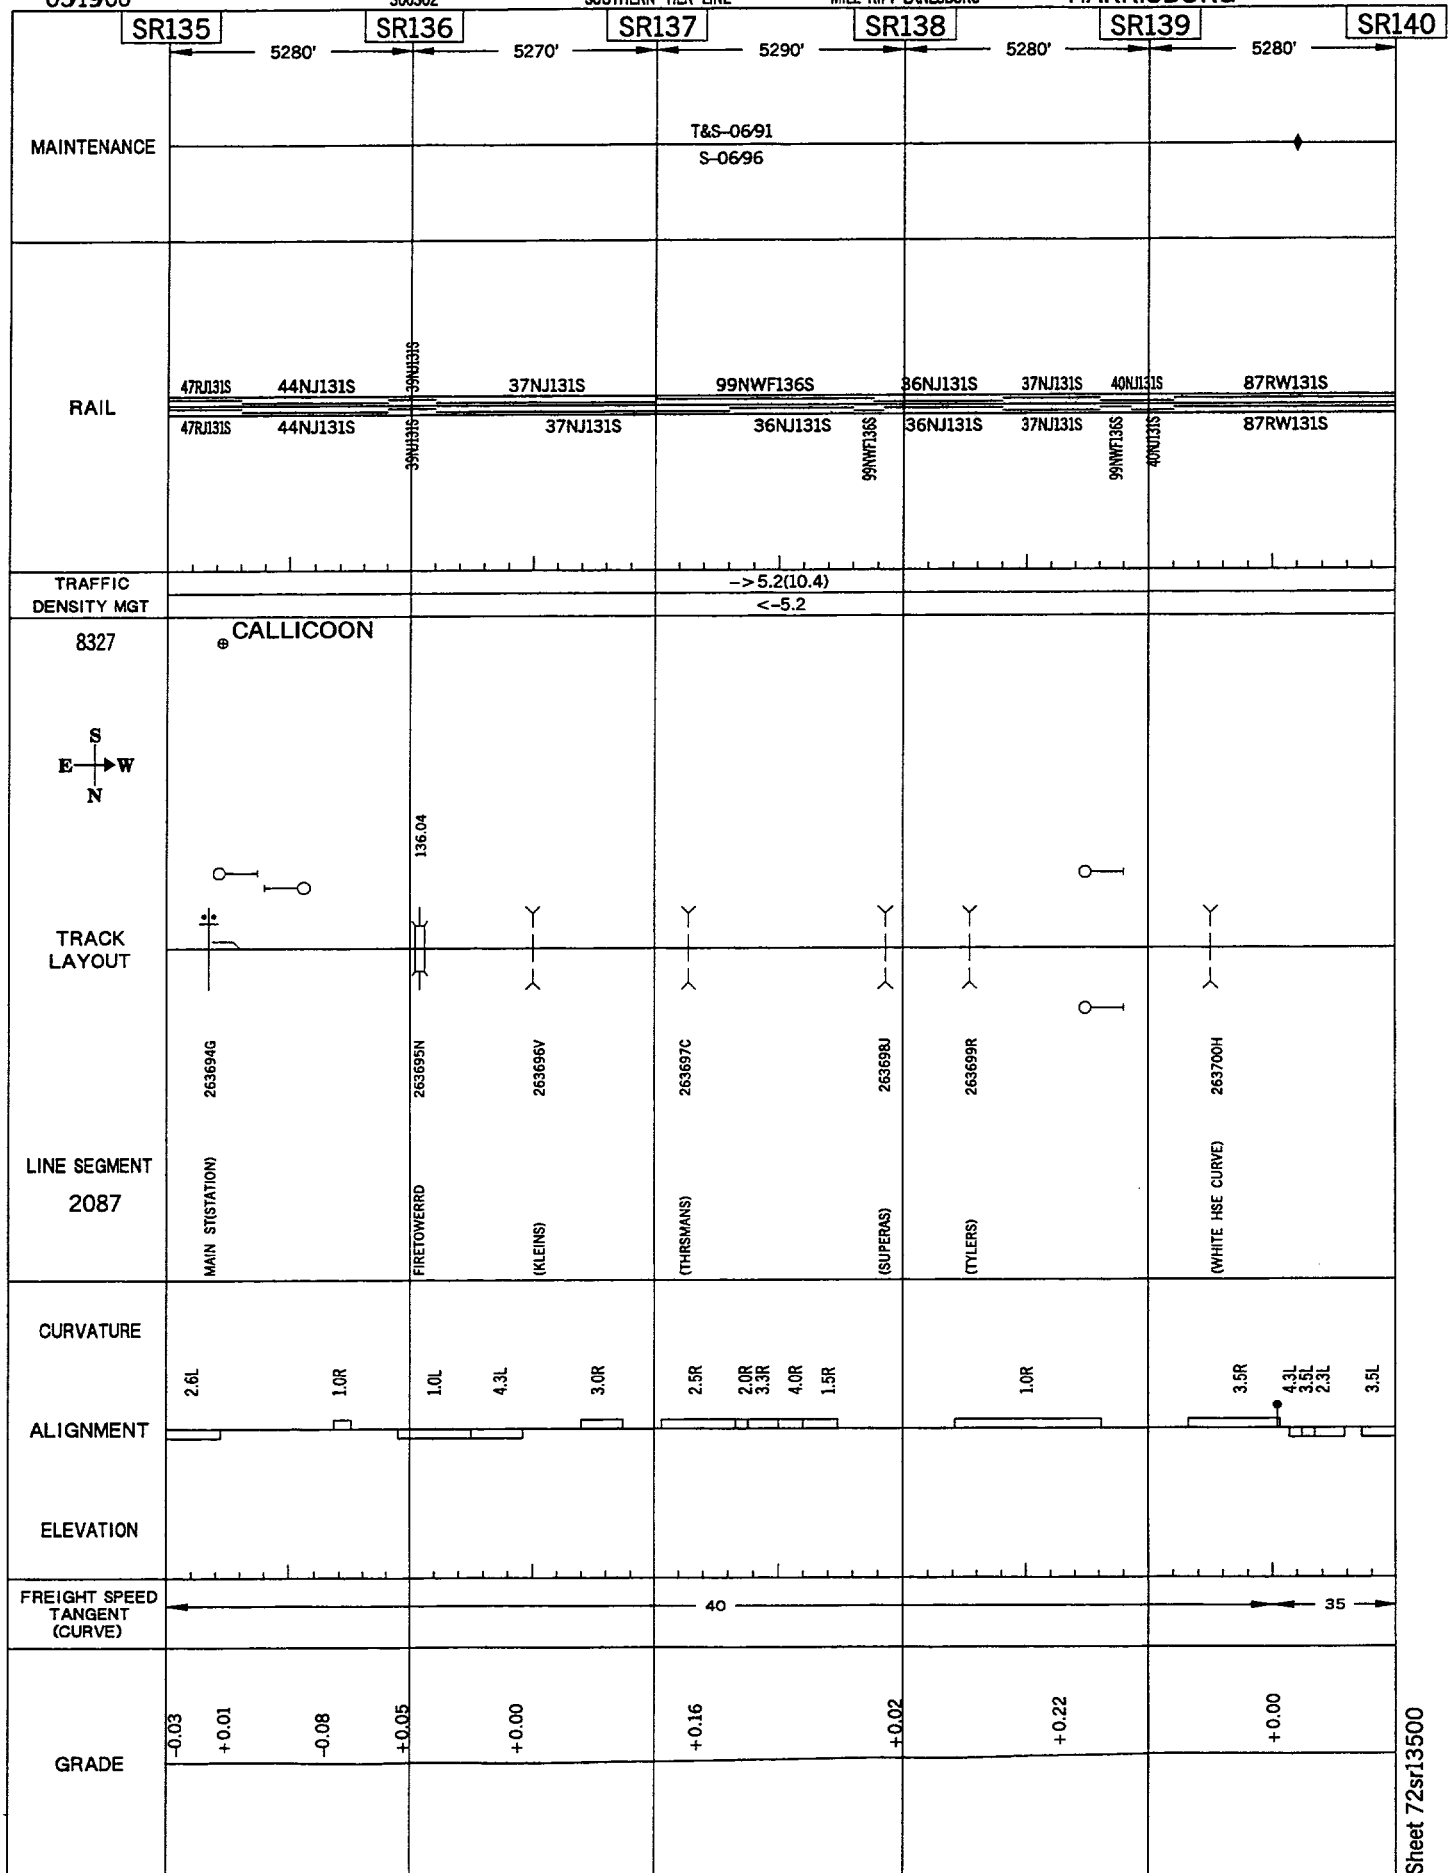 SOUTHERN TIER LINE
HARRISBURG
SR135 SR136 SR137 SR138 SR139 SR140
5280' 5270' 5290' 5280' 5280'
MAINTENANCE
T&S-06/91
S-06/96
RAIL
47RJ131S 44NJ131S 39NJ131S 37NJ131S 99NWF136S 36NJ131S 37NJ131S 40NJ131S 87RW131S
47RJ131S 44NJ131S 39NJ131S 37NJ131S 36NJ131S 99NWF136S 36NJ131S 37NJ131S 99NWF136S 40NJ131S 87RW131S
TRAFFIC
DENSITY MGT
->5.2(10.4)
<-5.2
8327
CALLICOON
S
E W
N
136.04
TRACK
LAYOUT
263694G 263695N 263696V 263697C 263698J 263699R 263700H
LINE SEGMENT
2087
MAIN ST(STATION)
FIRETOWERRD
(KLEINS)
(THRSMANS)
(SUPERAS)
(TYLERS)
(WHITE HSE CURVE)
CURVATURE
2.6L 1.0R 1.0L 4.3L 3.0R 2.5R 2.0R 3.3R 4.0R 1.5R 1.0R 3.5R 4.3L 3.5L 2.3L 3.5L
ALIGNMENT
ELEVATION
FREIGHT SPEED
TANGENT
(CURVE)
40 35
GRADE
-0.03 +0.01 -0.08 +0.05 +0.00 +0.16 +0.02 +0.22 +0.00
Sheet 72sr13500